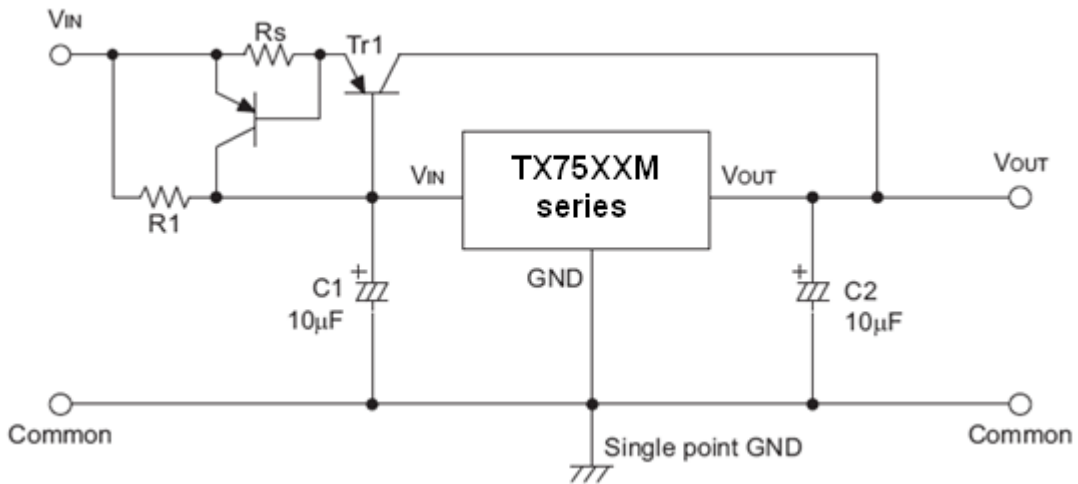 VIN
Rs
Tr1
R1
VIN
TX75XXM
series
VOUT
VOUT
GND
+
C1
10μF
+
C2
10μF
Common
Single point GND
Common